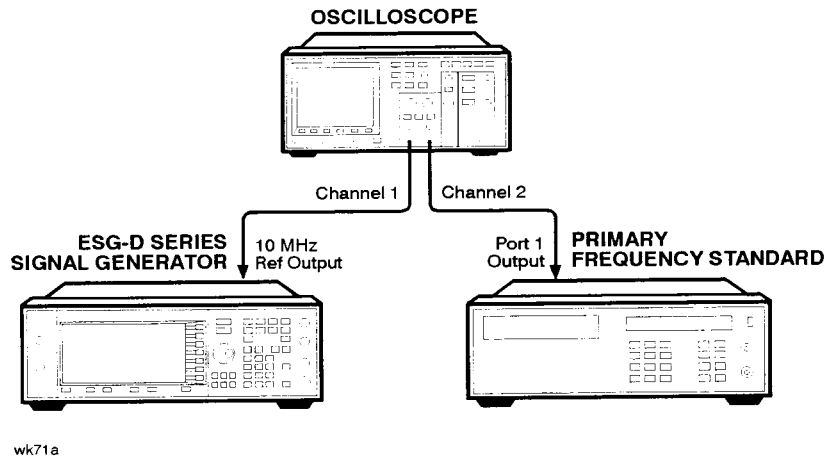 OSCILLOSCOPE
Channel 1
Channel 2
ESG-D SERIES
SIGNAL GENERATOR
10 MHz
Ref Output
Port 1
Output
PRIMARY
FREQUENCY STANDARD
wk71a